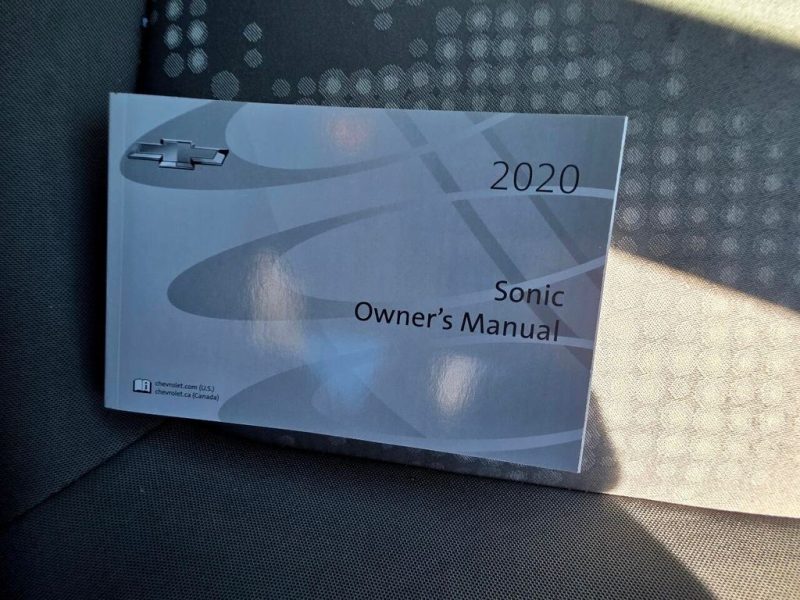 2020
Sonic
Owner's Manual
chevrolet.com (U.S.)
chevrolet.ca (Canada)